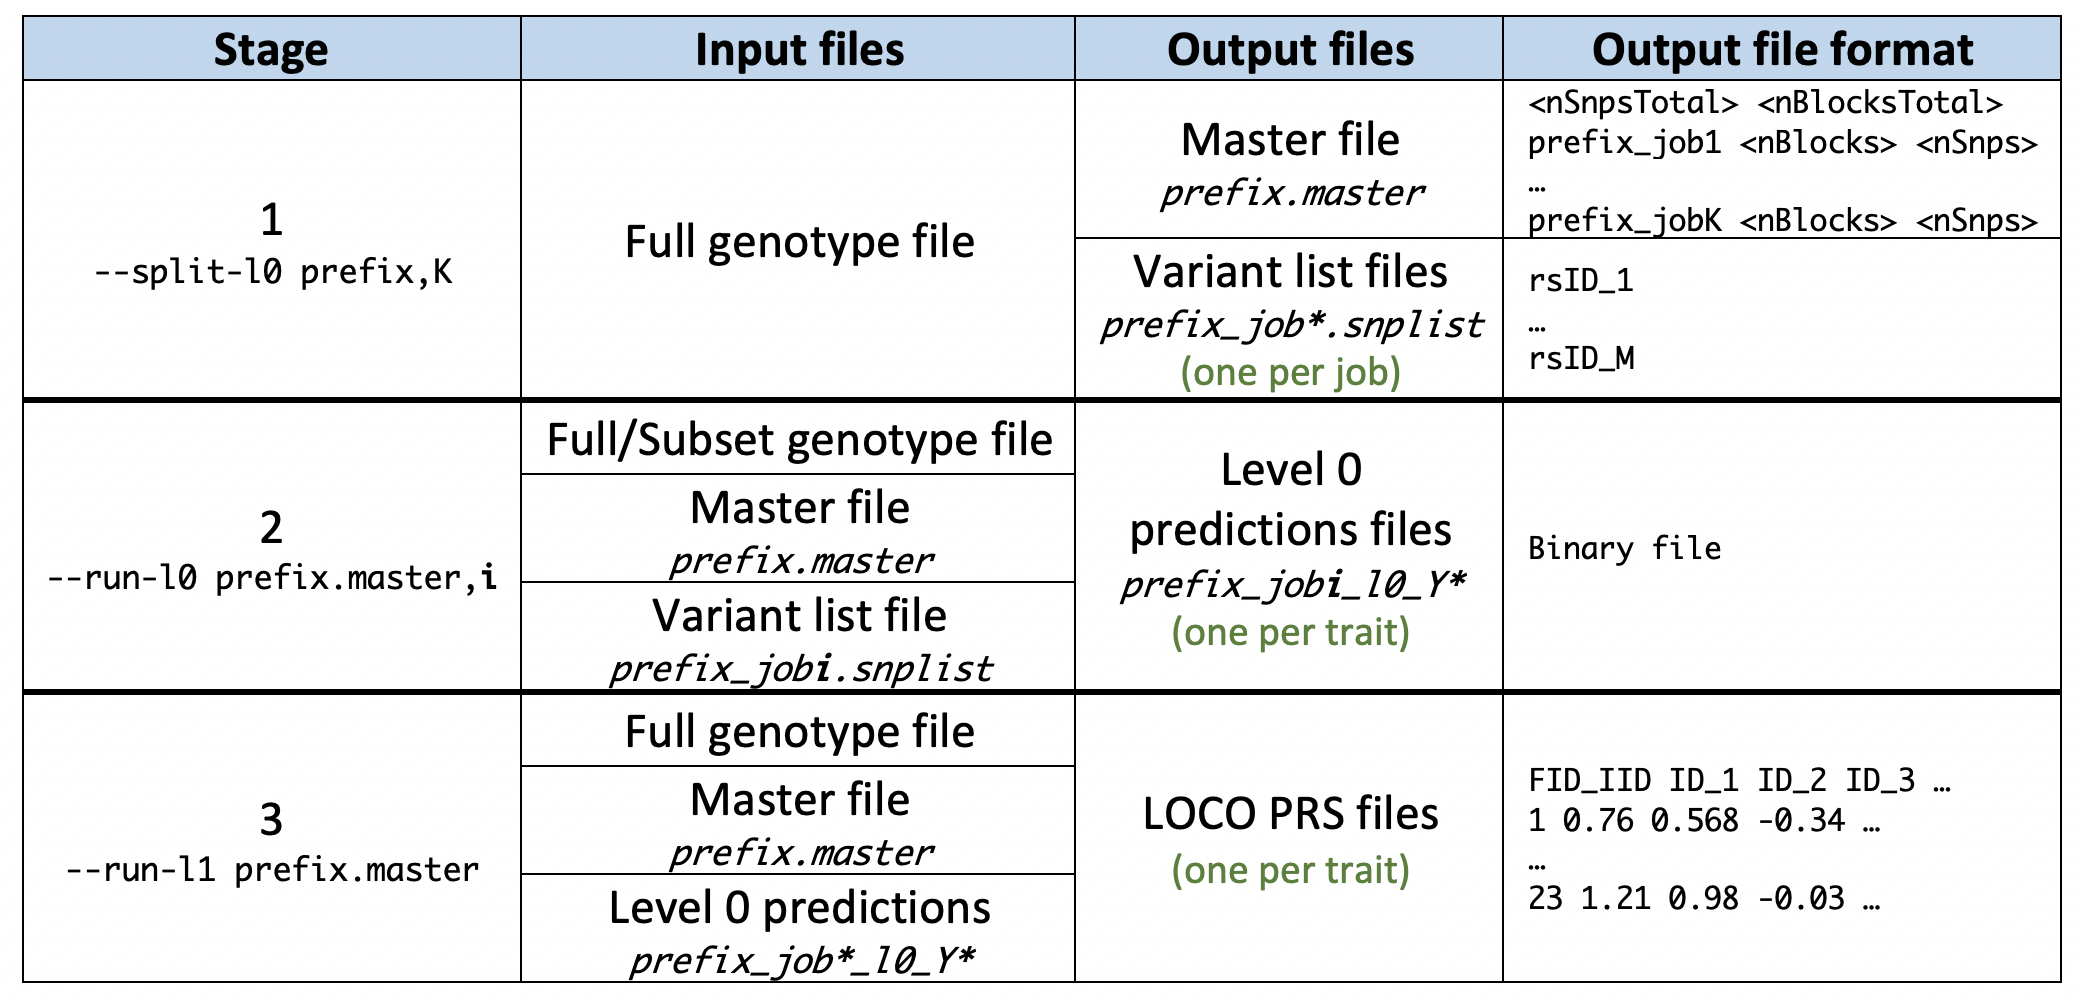 Stage
Input files
Output files
Output file format
1
--split-l0 prefix,K
Full genotype file
Master file
prefix.master
<nSnpsTotal> <nBlocksTotal>
prefix_job1 <nBlocks> <nSnps>
…
prefix_jobK <nBlocks> <nSnps>
Variant list files
prefix_job*.snplist
(one per job)
rsID_1
…
rsID_M
2
--run-l0 prefix.master,i
Full/Subset genotype file
Master file
prefix.master
Variant list file
prefix_jobi.snplist
Level 0
predictions files
prefix_jobi_l0_Y*
(one per trait)
Binary file
3
--run-l1 prefix.master
Full genotype file
Master file
prefix.master
Level 0 predictions
prefix_job*_l0_Y*
LOCO PRS files
(one per trait)
FID_IID ID_1 ID_2 ID_3 …
1 0.76 0.568 -0.34 …
…
23 1.21 0.98 -0.03 …